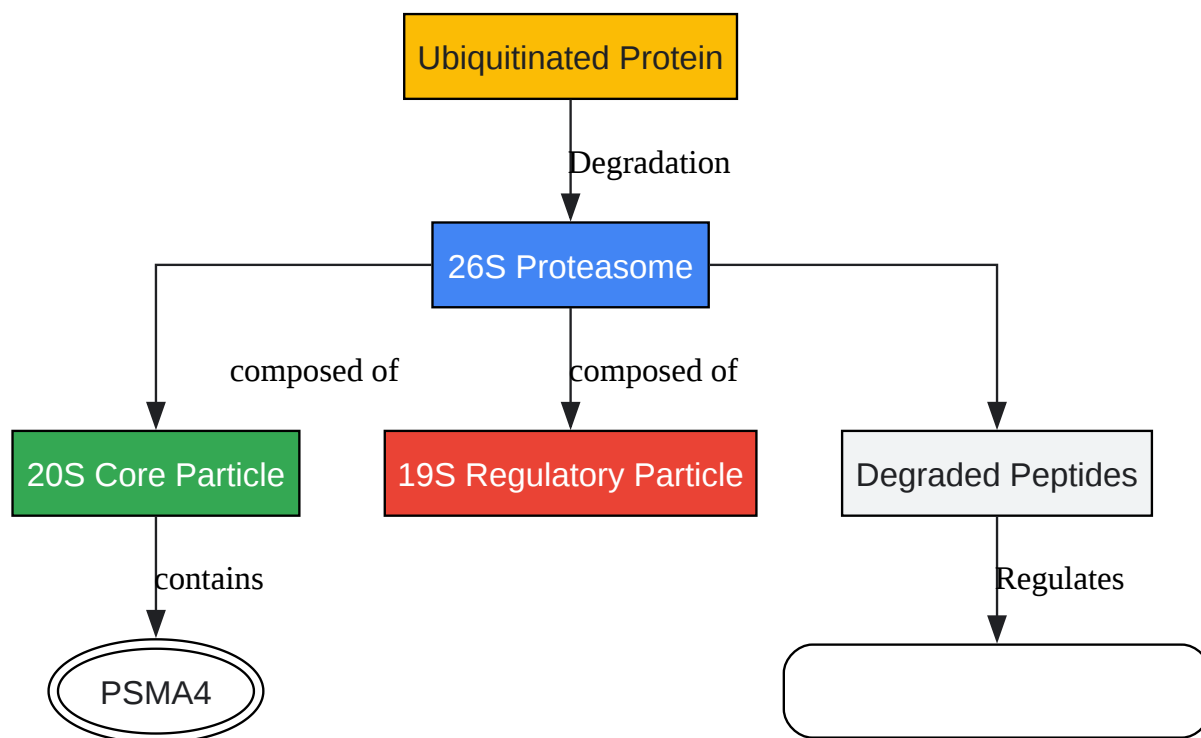 Ubiquitinated Protein
Degradation
26S Proteasome
composed of
composed of
20S Core Particle
19S Regulatory Particle
Degraded Peptides
contains
Regulates
PSMA4